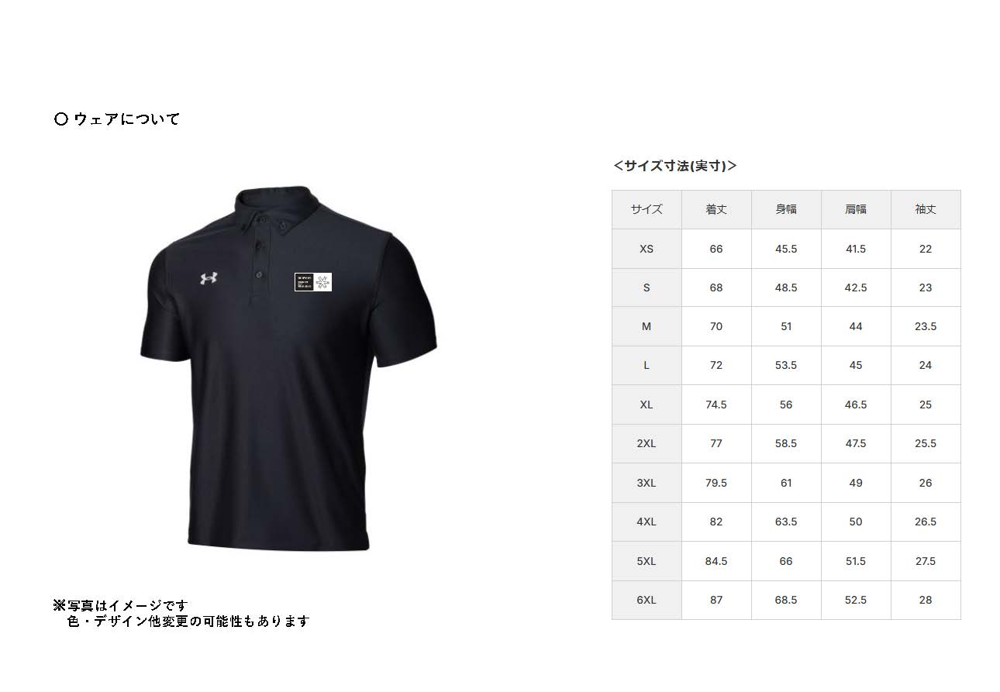 〇 ウェアについて
＜サイズ寸法(実寸)＞
サイズ 着丈 身幅 肩幅 袖丈
XS 66 45.5 41.5 22
S 68 48.5 42.5 23
M 70 51 44 23.5
L 72 53.5 45 24
XL 74.5 56 46.5 25
2XL 77 58.5 47.5 25.5
3XL 79.5 61 49 26
4XL 82 63.5 50 26.5
5XL 84.5 66 51.5 27.5
6XL 87 68.5 52.5 28
※写真はイメージです
色・デザイン他変更の可能性もあります